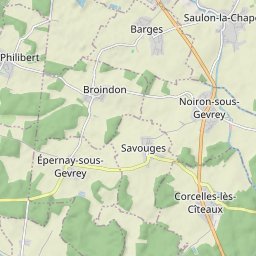 Saulon-la-Chape
Barges
Philibert
Broindon
Noiron-sous-
Gevrey
Savouges
Épernay-sous-
Gevrey
Corcelles-lès-
Cîteaux